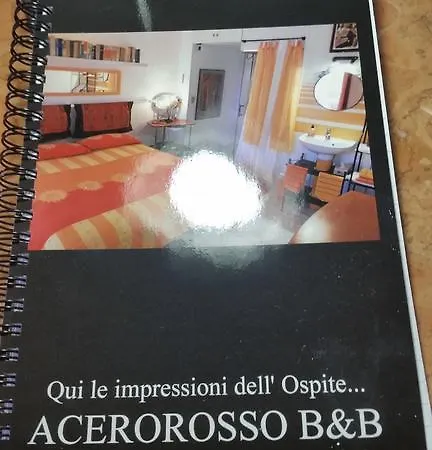 Qui le impressioni dell' Ospite...
ACEROROSSO B&B